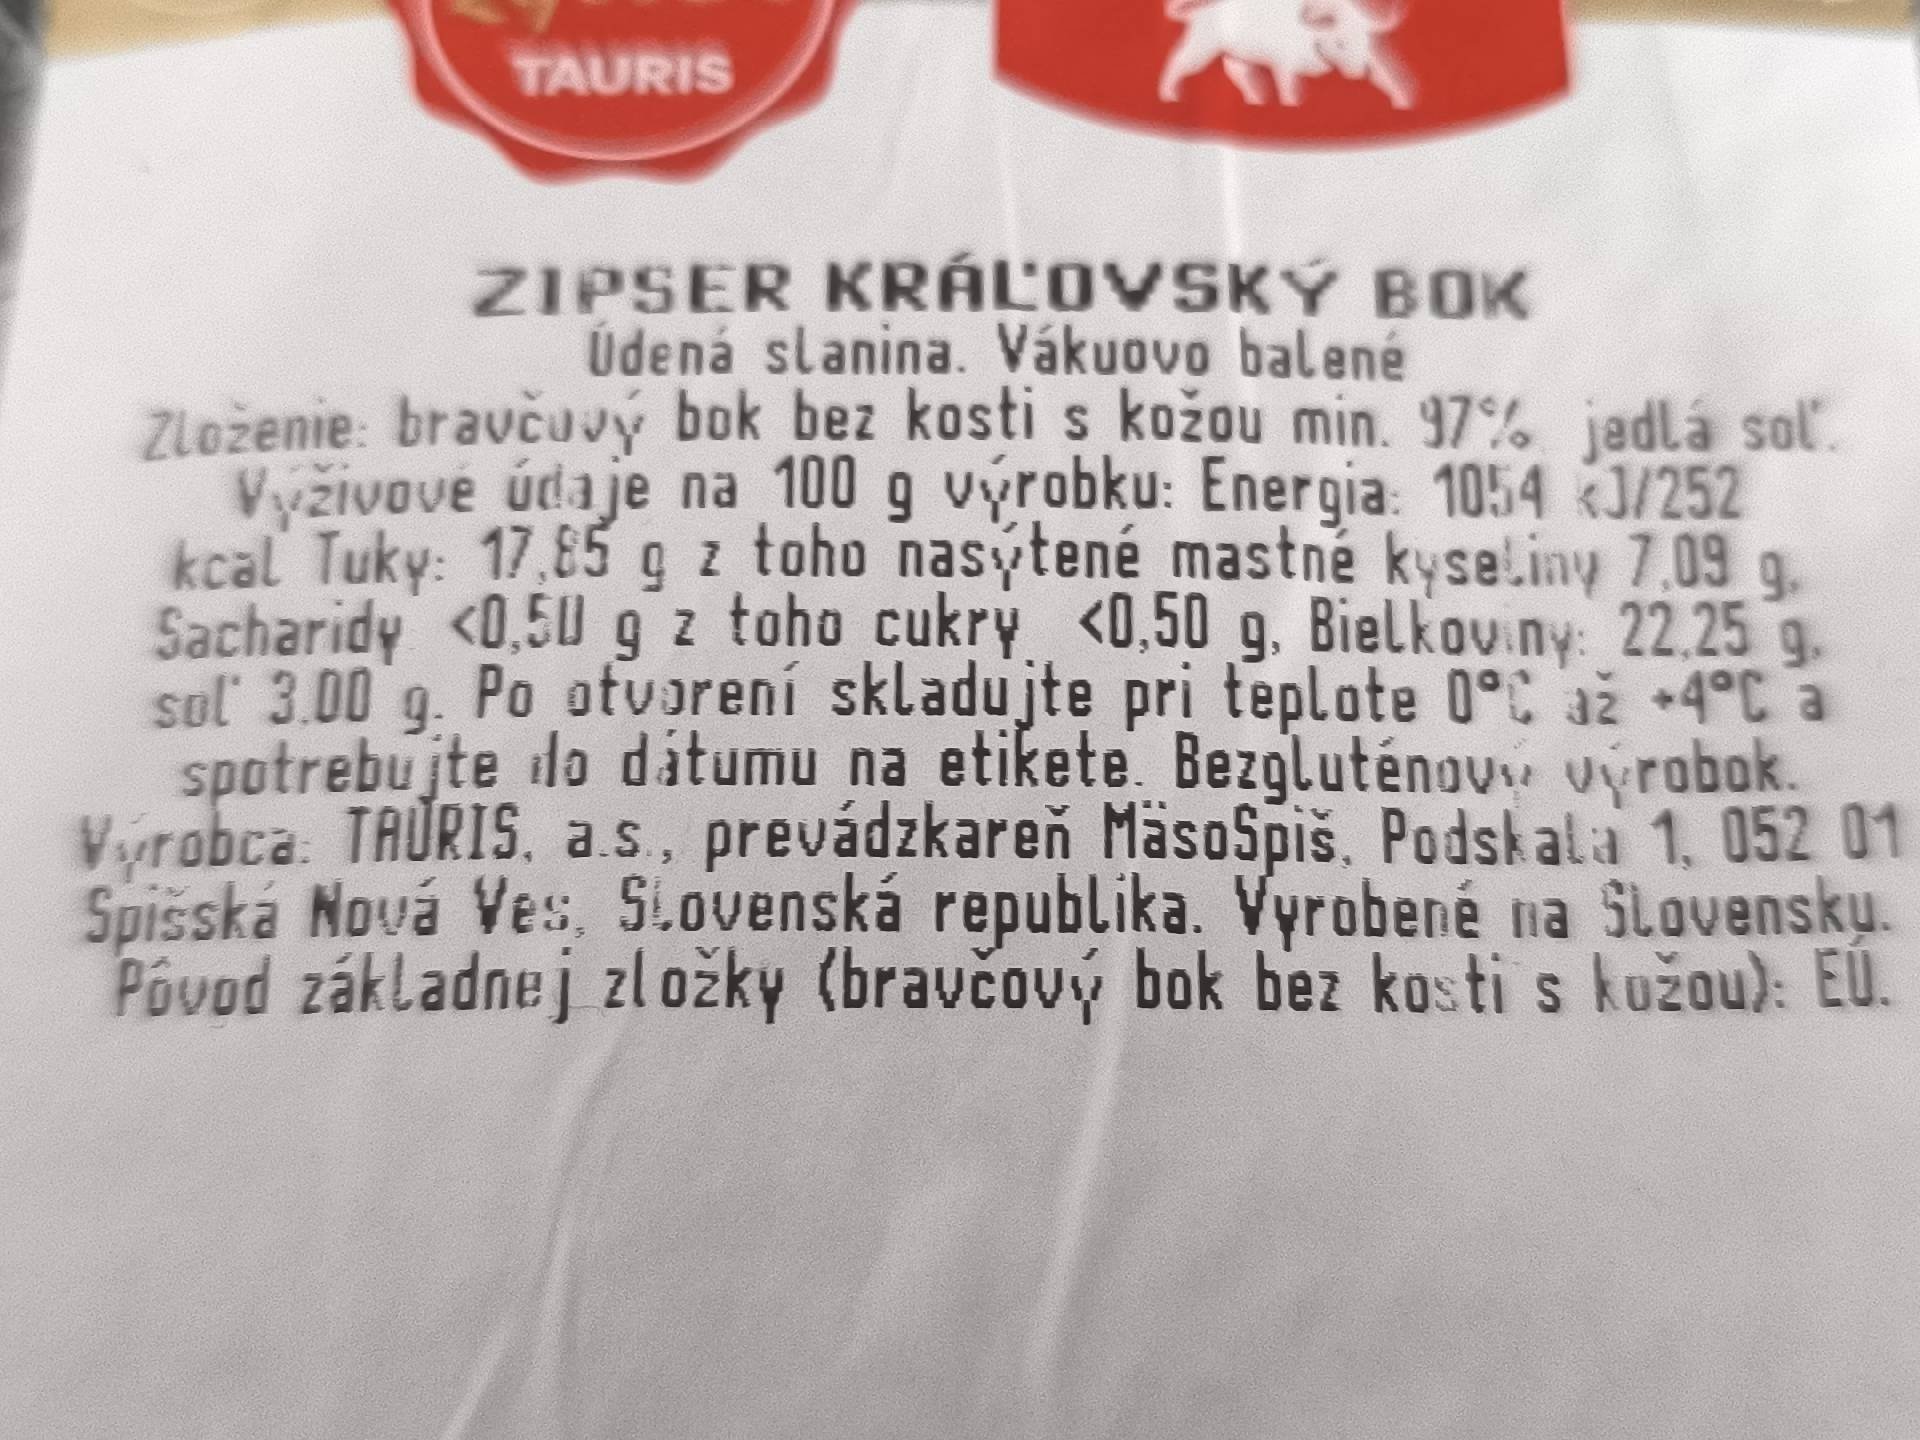 TAURIS
ZIPSER KRÁĽOVSKÝ BOK
Údená slanina. Vákuovo balené
Zloženie: bravčový bok bez kosti s kožou min. 97% jedlá soľ.
Výživové údaje na 100 g výrobku: Energia: 1054 kJ/252
kcal Tuky: 17,85 g z toho nasýtené mastné kyseliny 7,09 g,
Sacharidy <0,50 g z toho cukry <0,50 g, Bielkoviny: 22,25 g,
soľ 3,00 g. Po otvorení skladujte pri teplote 0°C až +4°C a
spotrebujte do dátumu na etikete. Bezgluténový výrobok.
Výrobca: TAURIS, a.s., prevádzkareň MäsoSpiš, Podskala 1, 052 01
Spišská Nová Ves, Slovenská republika. Vyrobené na Slovensku.
Pôvod základnej zložky (bravčový bok bez kosti s kožou): EÚ.